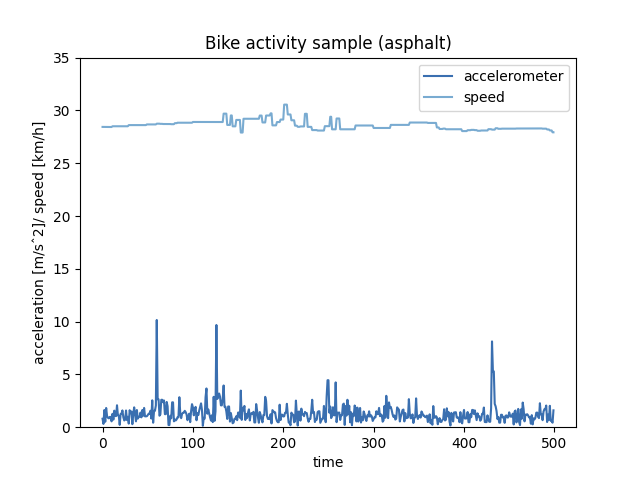 Bike activity sample (asphalt)
accelerometer
speed
35
30
25
20
15
10
5
0
acceleration [m/sˆ2]/ speed [km/h]
0 100 200 300 400 500
time